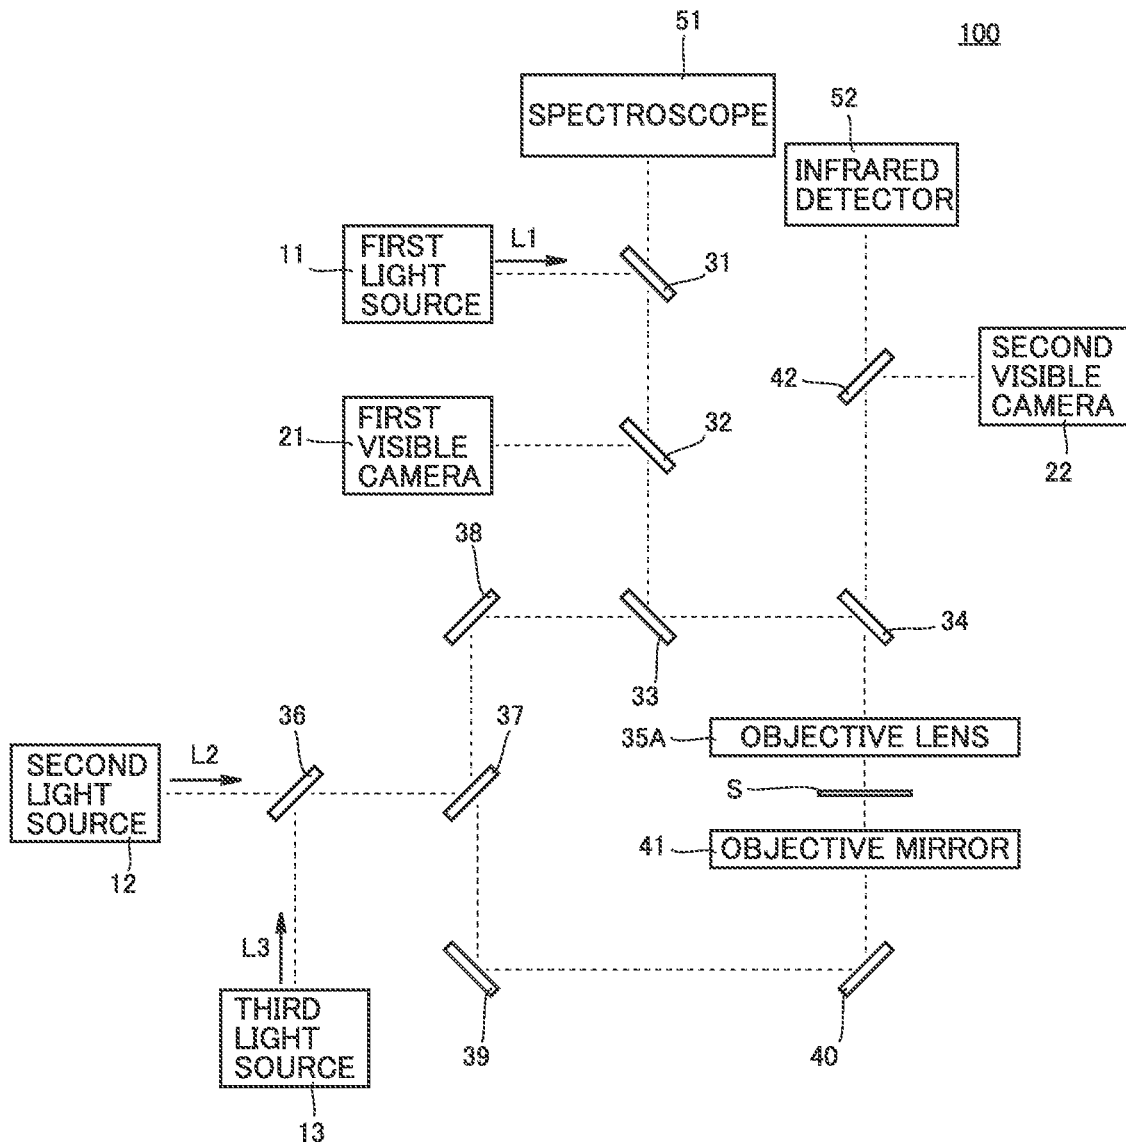 51
100
SPECTROSCOPE
52
INFRARED
DETECTOR
11
FIRST
LIGHT
SOURCE
L1
31
42
SECOND
VISIBLE
CAMERA
22
21
FIRST
VISIBLE
CAMERA
32
38
33
34
36
37
35A
OBJECTIVE LENS
SECOND
LIGHT
SOURCE
12
L2
S
41
OBJECTIVE MIRROR
L3
THIRD
LIGHT
SOURCE
13
39
40